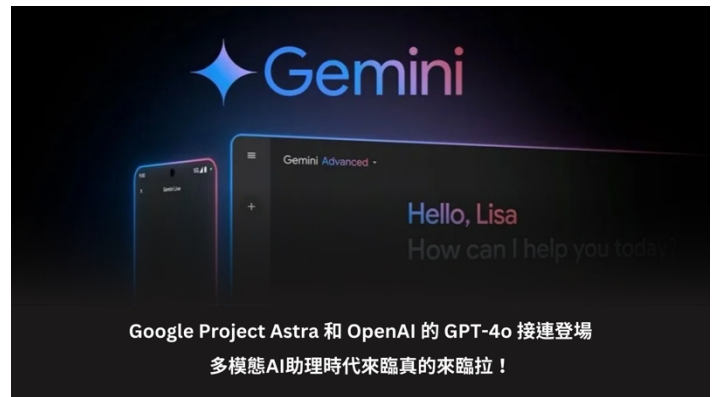 Gemini
Gemini Advanced
Gemini Live
Hello, Lisa
How can I help you today?
Google Project Astra 和 OpenAI 的 GPT-4o 接連登場
多模態AI助理時代來臨真的來臨拉！